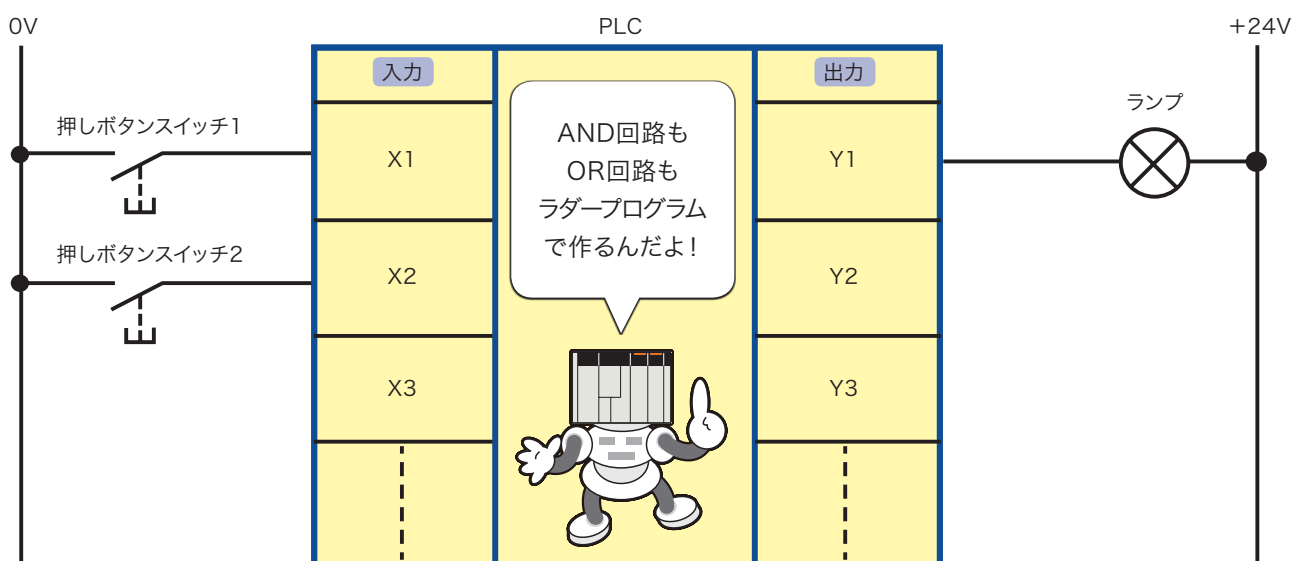 0V
PLC
+24V
入力
出力
ランプ
押しボタンスイッチ1
X1
AND回路も
OR回路も
ラダープログラム
で作るんだよ!
Y1
押しボタンスイッチ2
X2
Y2
X3
Y3